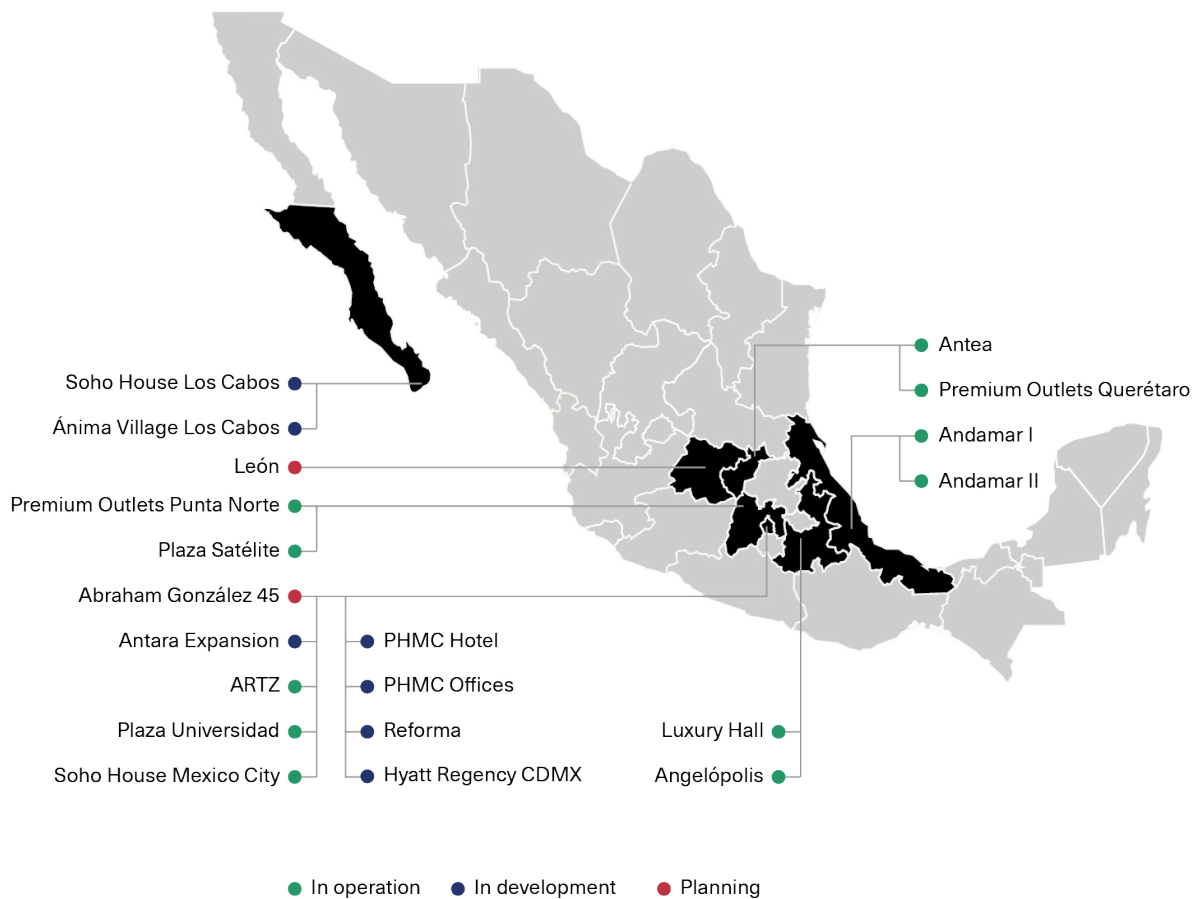 Antea
Premium Outlets Querétaro
Andamar I
Andamar II
Soho House Los Cabos
Ánima Village Los Cabos
León
Premium Outlets Punta Norte
Plaza Satélite
Abraham González 45
Antara Expansion
ARTZ
Plaza Universidad
Soho House Mexico City
PHMC Hotel
PHMC Offices
Reforma
Hyatt Regency CDMX
Luxury Hall
Angelópolis
In operation
In development
Planning